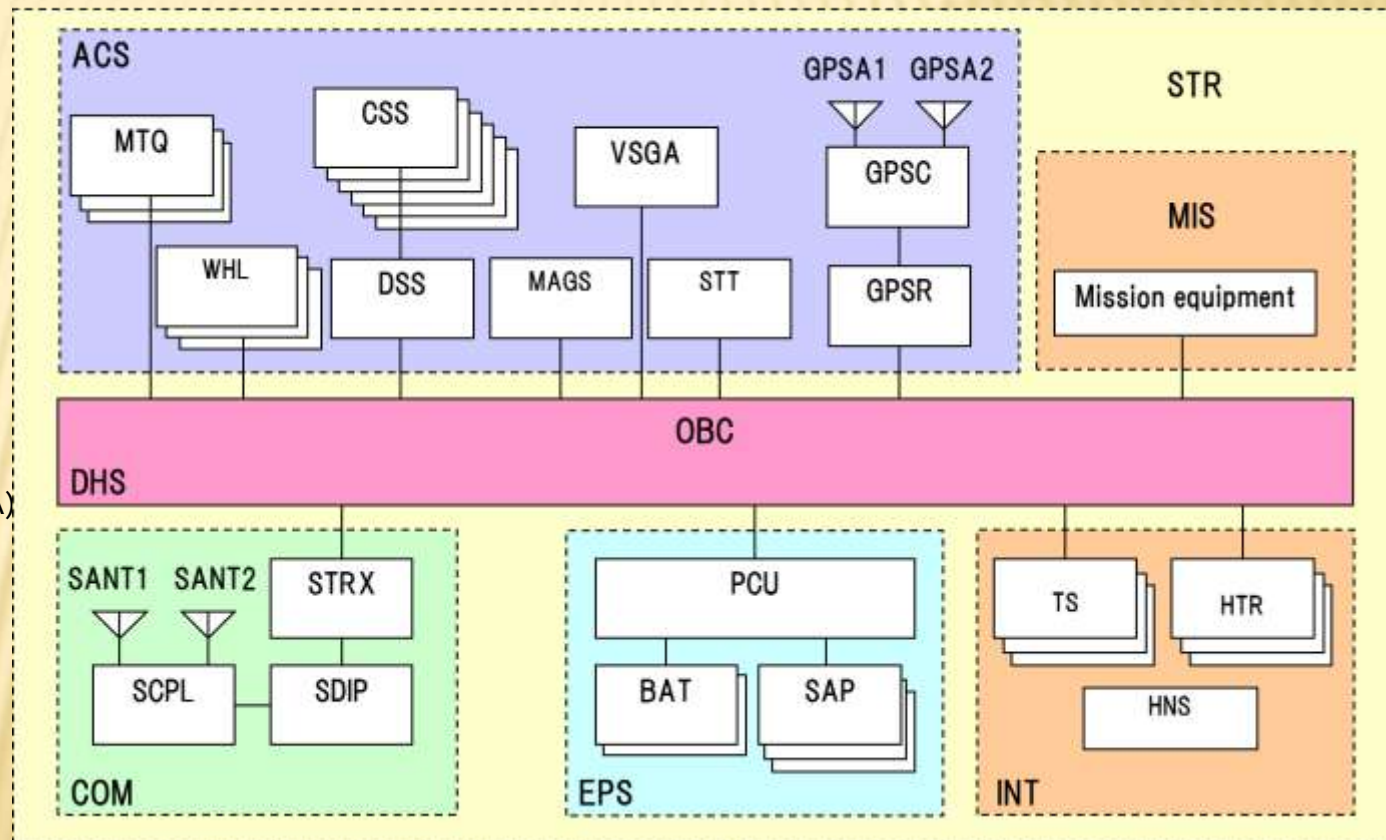 ACS
GPSA1 GPSA2
STR
MTQ
CSS
VSGA
GPSC
MIS
WHL
DSS
MAGS
STT
GPSR
Mission equipment
OBC
DHS
)
SANT1 SANT2
STRX
PCU
TS
HTR
SCPL
SDIP
BAT
SAP
HNS
COM
EPS
INT